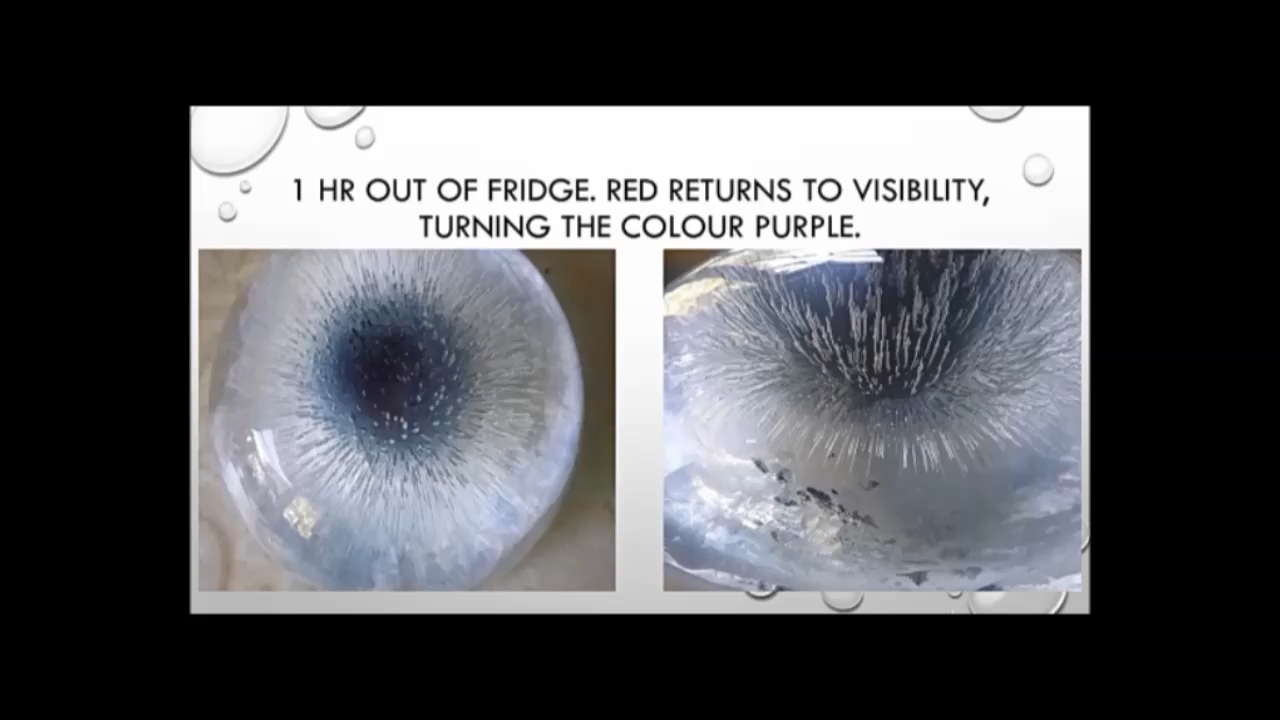 1 HR OUT OF FRIDGE. RED RETURNS TO VISIBILITY,
TURNING THE COLOUR PURPLE.